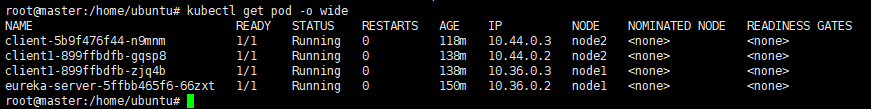 root@master:/home/ubuntu# kubectl get pod -o wide
NAME READY STATUS RESTARTS AGE IP NODE NOMINATED NODE READINESS GATES
client-5b9f476f44-n9mnm 1/1 Running 0 118m 10.44.0.3 node2 <none> <none>
client1-899ffbdfb-gqsp8 1/1 Running 0 138m 10.44.0.2 node2 <none> <none>
client1-899ffbdfb-zjq4b 1/1 Running 0 138m 10.36.0.3 node1 <none> <none>
eureka-server-5ffbb465f6-66zxt 1/1 Running 0 150m 10.36.0.2 node1 <none> <none>
root@master:/home/ubuntu#